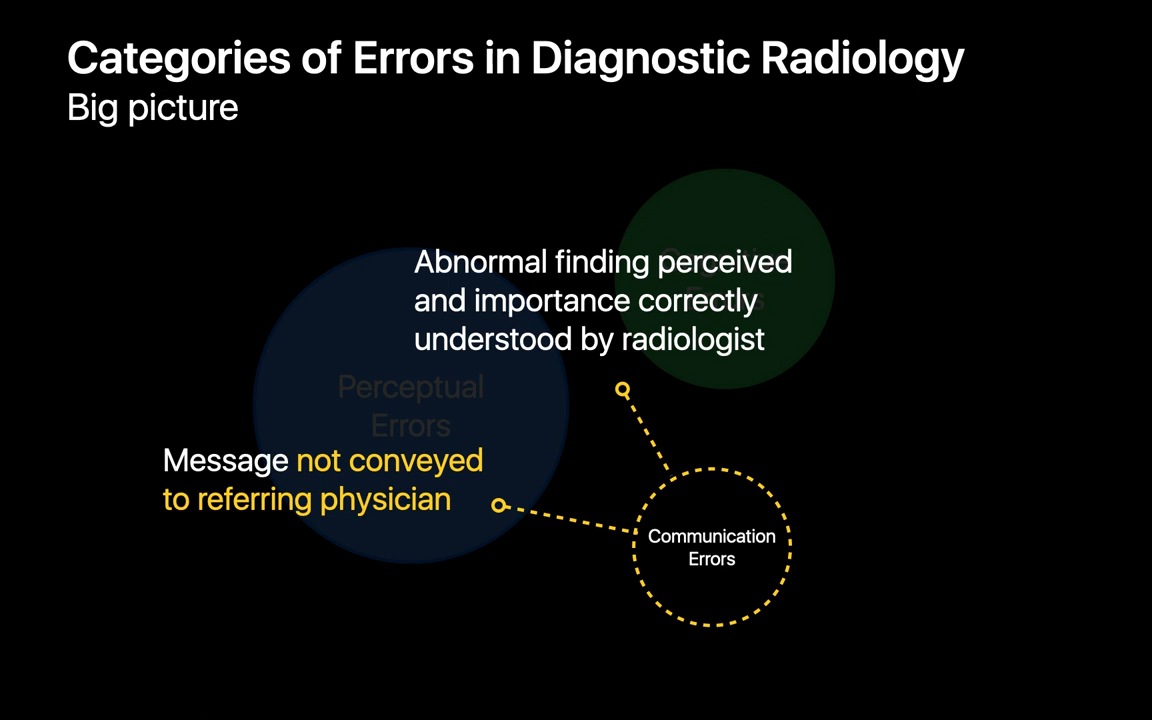 Categories of Errors in Diagnostic Radiology
Big picture
Abnormal finding perceived
and importance correctly
understood by radiologist
Perceptual
Errors
Message not conveyed
to referring physician
Communication
Errors